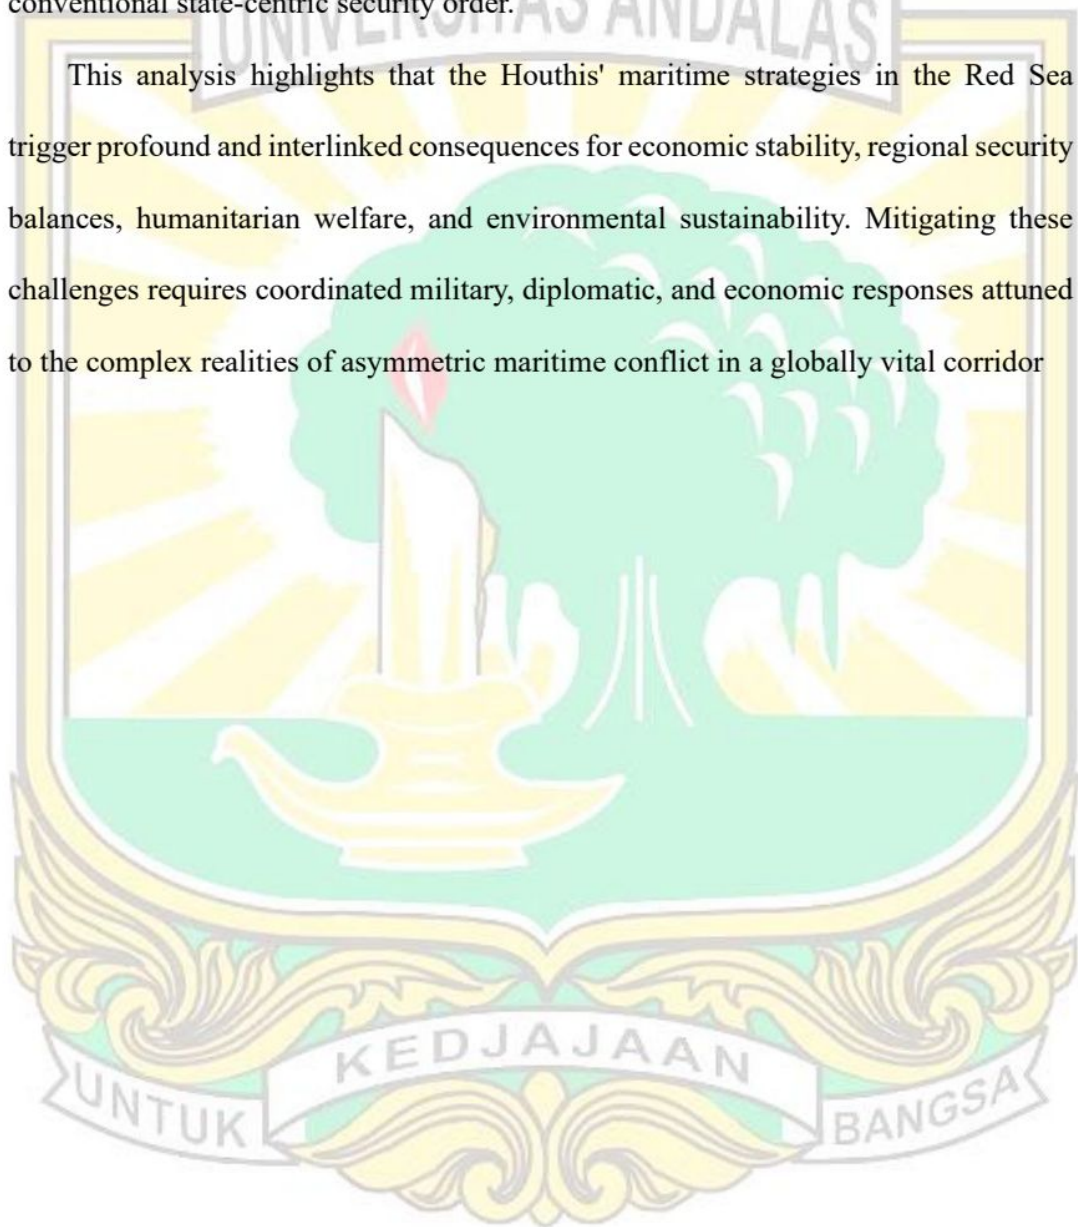 conventional state-centric security order.
UNIVERSITAS ANDALAS
This analysis highlights that the Houthis' maritime strategies in the Red Sea
trigger profound and interlinked consequences for economic stability, regional security
balances, humanitarian welfare, and environmental sustainability. Mitigating these
challenges requires coordinated military, diplomatic, and economic responses attuned
to the complex realities of asymmetric maritime conflict in a globally vital corridor
UNTUK KEDJAJAAN BANGSA